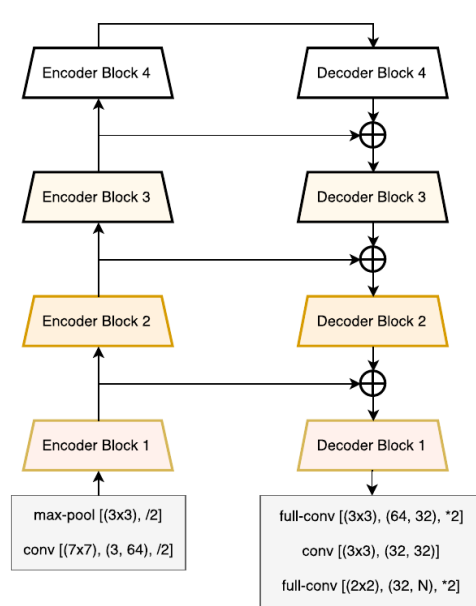 Encoder Block 4
Decoder Block 4
Encoder Block 3
Decoder Block 3
Encoder Block 2
Decoder Block 2
Encoder Block 1
Decoder Block 1
max-pool [(3x3), /2]
conv [(7x7), (3, 64), /2]
full-conv [(3x3), (64, 32), *2]
conv [(3x3), (32, 32)]
full-conv [(2x2), (32, N), *2]